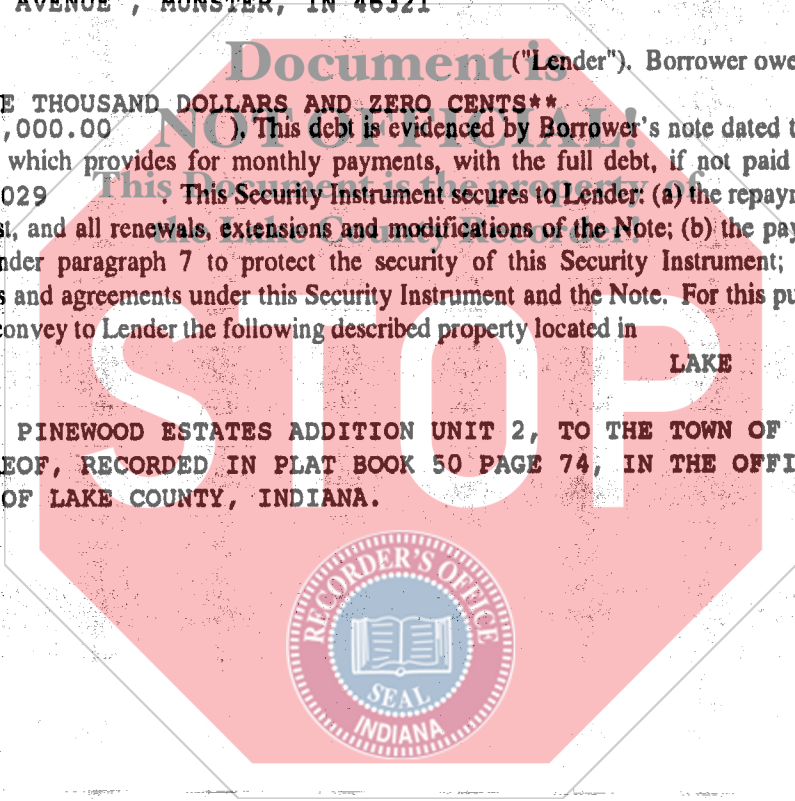 AVENUE , MUNSTER, IN 46321
Document is
("Lender"). Borrower owe
E THOUSAND DOLLARS AND ZERO CENTS**
NOT OFFICIAL!
,000.00 ). This debt is evidenced by Borrower's note dated t
which provides for monthly payments, with the full debt, if not paid
This Document is the property of
029 . This Security Instrument secures to Lender: (a) the repayr
the Lake County Recorder!
st, and all renewals, extensions and modifications of the Note; (b) the pay
nder paragraph 7 to protect the security of this Security Instrument;
s and agreements under this Security Instrument and the Note. For this pu
convey to Lender the following described property located in
LAKE
STOP
PINEWOOD ESTATES ADDITION UNIT 2, TO THE TOWN OF
EOF, RECORDED IN PLAT BOOK 50 PAGE 74, IN THE OFFI
OF LAKE COUNTY, INDIANA.
RECORDER'S OFFICE
SEAL
INDIANA